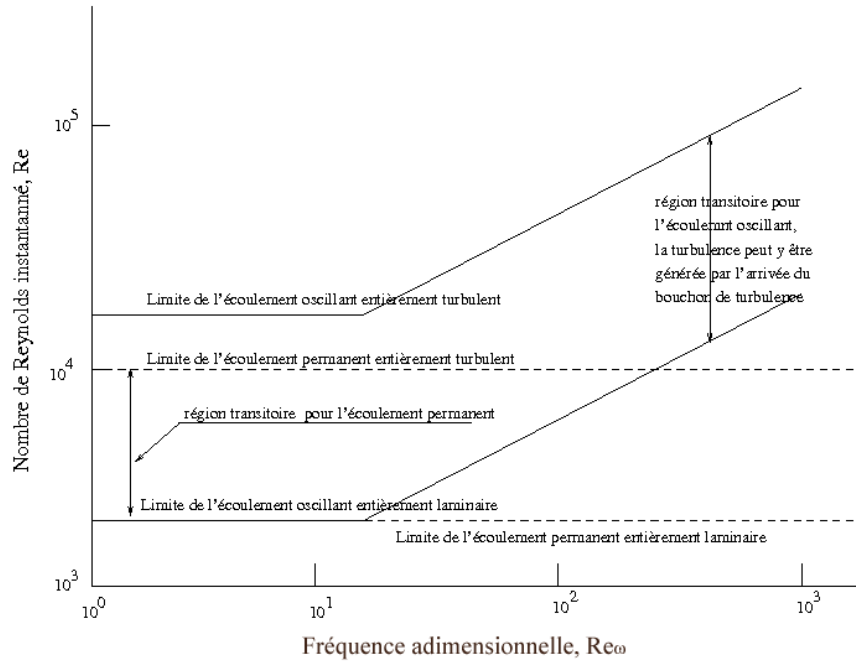 Nombre de Reynolds instantanné, Re
10^5
10^4
10^3
Limite de l'écoulement oscillant entièrement turbulent
Limite de l'écoulement permanent entièrement turbulent
région transitoire pour l'écoulement permanent
Limite de l'écoulement oscillant entièrement laminaire
Limite de l'écoulement permanent entièrement laminaire
région transitoire pour
l'écoulemnt oscillant,
la turbulence peut y être
générée par l'arrivée du
bouchon de turbulence
10^0
10^1
10^2
10^3
Fréquence adimensionnelle, Reω